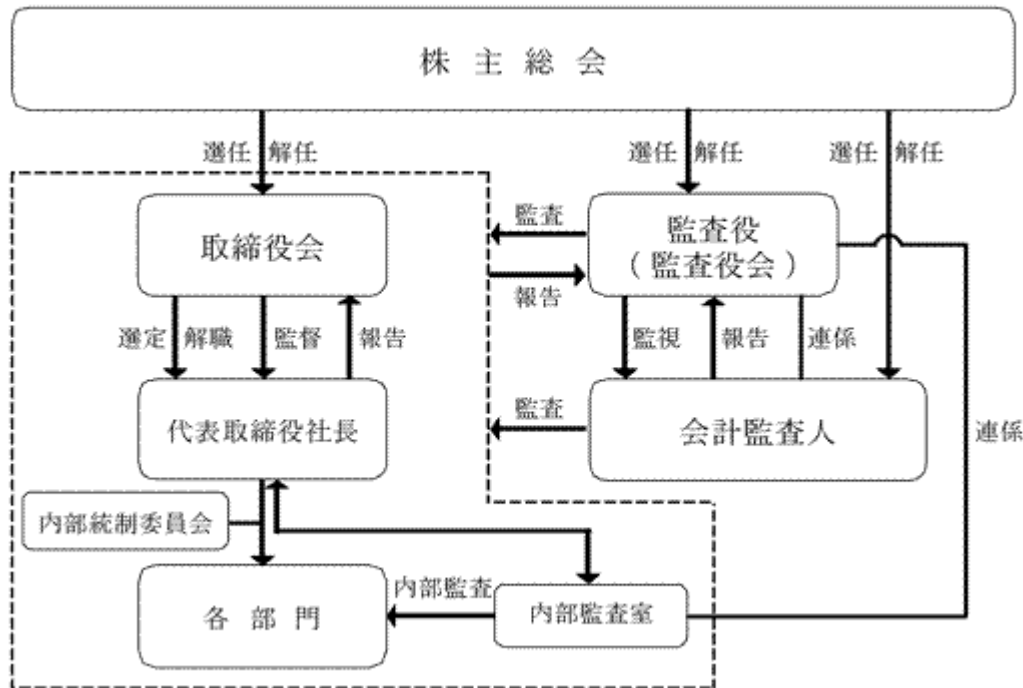 株主総会
選任 解任
選任 解任
選任 解任
取締役会
監査
報告
監査役
(監査役会)
選定 解職
監督
報告
監視
報告
連係
代表取締役社長
監査
会計監査人
連係
内部統制委員会
各部門
内部監査
内部監査室